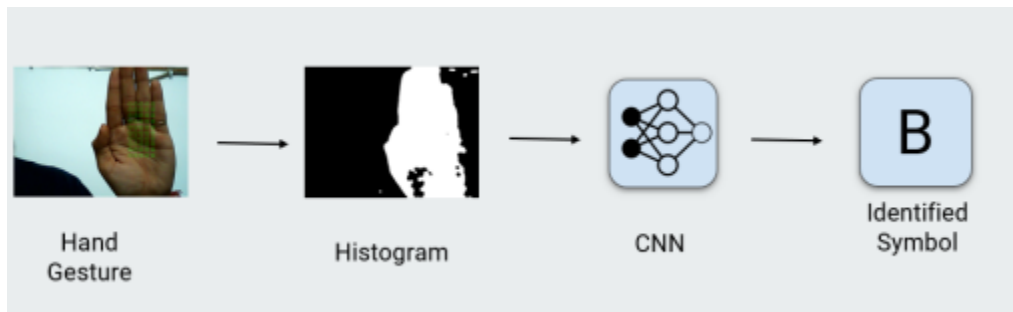 B
Hand
Gesture
Histogram
CNN
Identified
Symbol